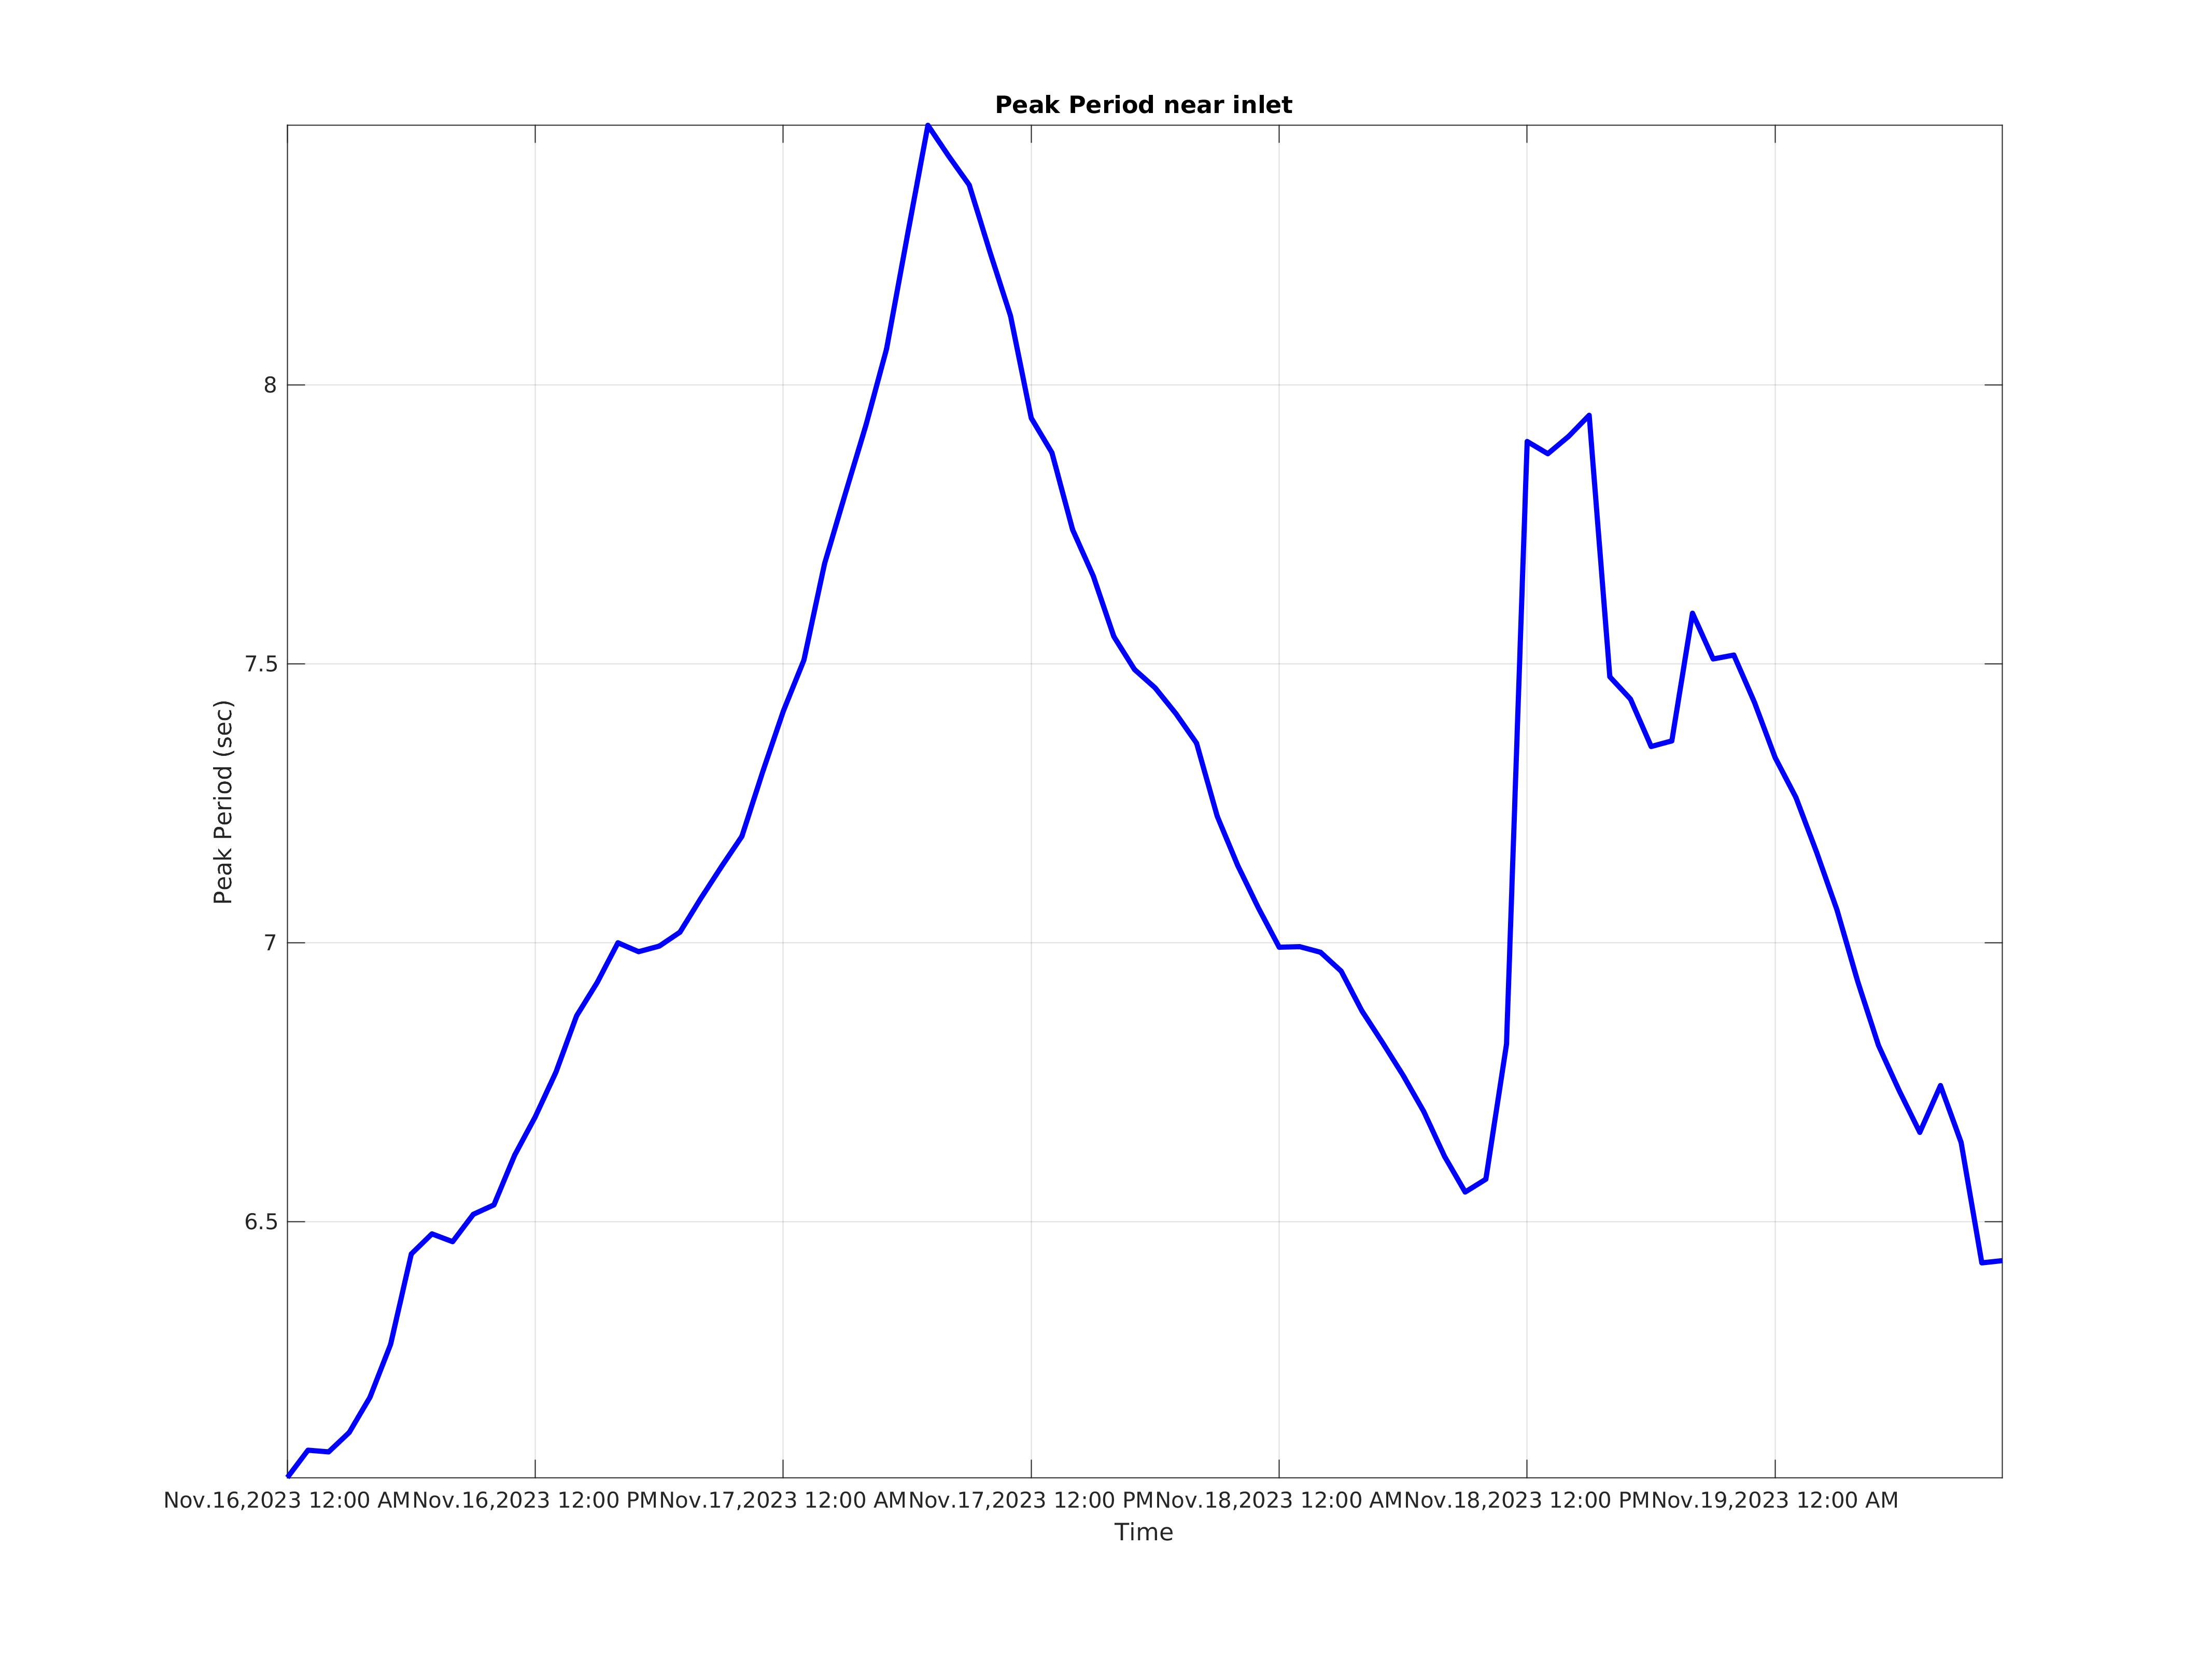 Peak Period near inlet
Peak Period (sec)
8
7.5
7
6.5
Nov.16,2023 12:00 AM Nov.16,2023 12:00 PM Nov.17,2023 12:00 AM Nov.17,2023 12:00 PM Nov.18,2023 12:00 AM Nov.18,2023 12:00 PM Nov.19,2023 12:00 AM
Time